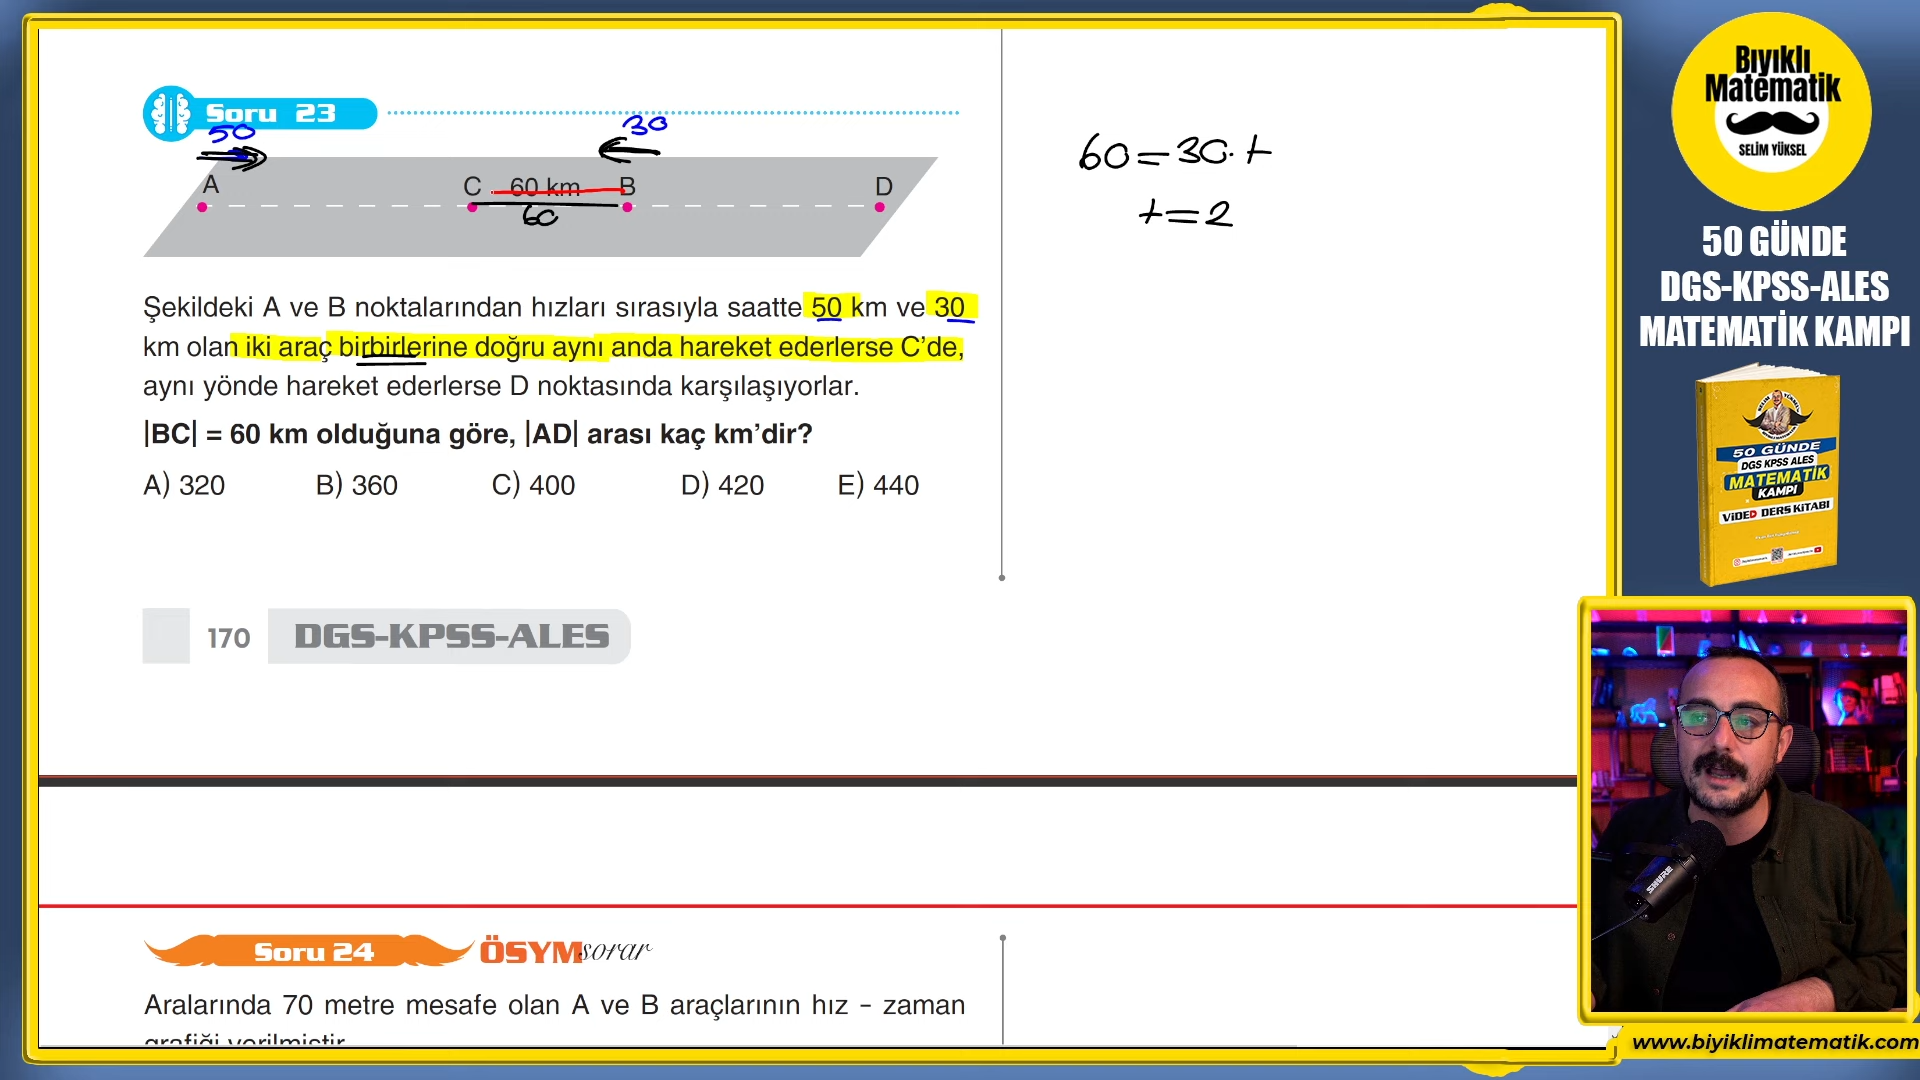 Soru 23
50
30
A
C
60 km
B
D
60
Şekildeki A ve B noktalarından hızları sırasıyla saatte 50 km ve 30
km olan iki araç birbirlerine doğru aynı anda hareket ederlerse C’de,
aynı yönde hareket ederlerse D noktasında karşılaşıyorlar.
|BC| = 60 km olduğuna göre, |AD| arası kaç km’dir?
A) 320 B) 360 C) 400 D) 420 E) 440
170 DGS-KPSS-ALES
60=30.t
t=2
Soru 24 ÖSYM sorar
Aralarında 70 metre mesafe olan A ve B araçlarının hız – zaman
grafiği verilmiştir
Bıyıklı
Matematik
SELİM YÜKSEL
50 GÜNDE
DGS-KPSS-ALES
MATEMATİK KAMPI
50 GÜNDE
DGS KPSS ALES
MATEMATİK
KAMPI
VİDEO DERS KİTABI
SHURE
www.biyiklimatematik.com